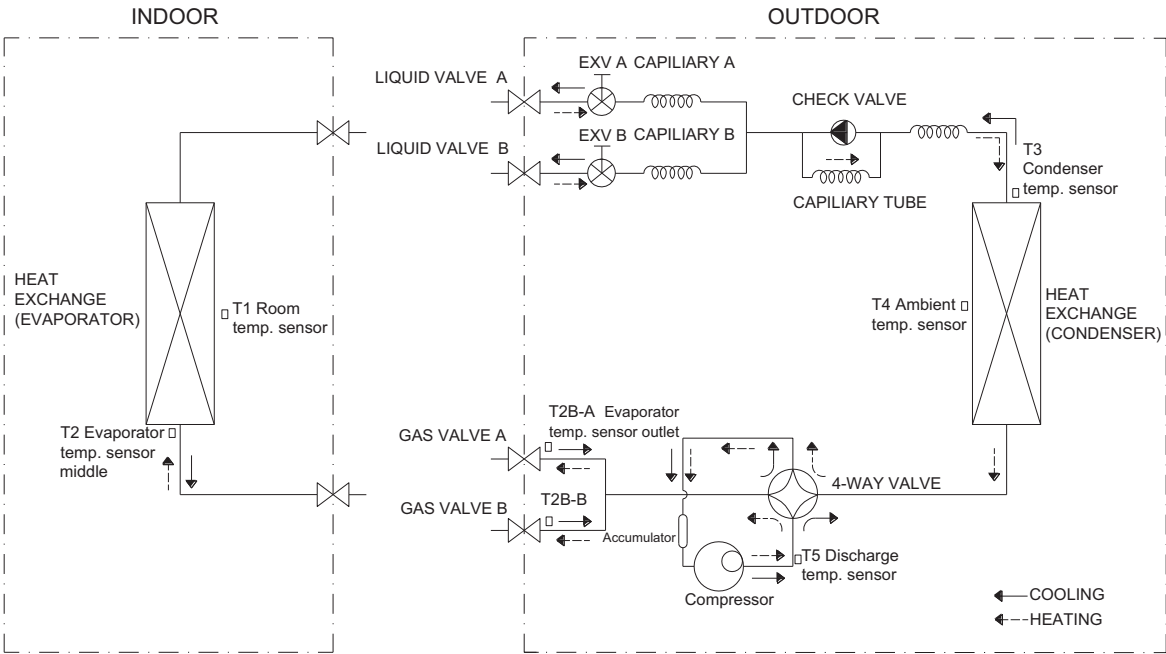 INDOOR
OUTDOOR
LIQUID VALVE A
EXV A CAPILIARY A
LIQUID VALVE B
EXV B CAPILIARY B
CHECK VALVE
CAPILIARY TUBE
T3
Condenser
temp. sensor
HEAT
EXCHANGE
(EVAPORATOR)
T1 Room
temp. sensor
T4 Ambient
temp. sensor
HEAT
EXCHANGE
(CONDENSER)
T2 Evaporator
temp. sensor
middle
GAS VALVE A
T2B-A Evaporator
temp. sensor outlet
GAS VALVE B
T2B-B
4-WAY VALVE
Accumulator
Compressor
T5 Discharge
temp. sensor
COOLING
HEATING